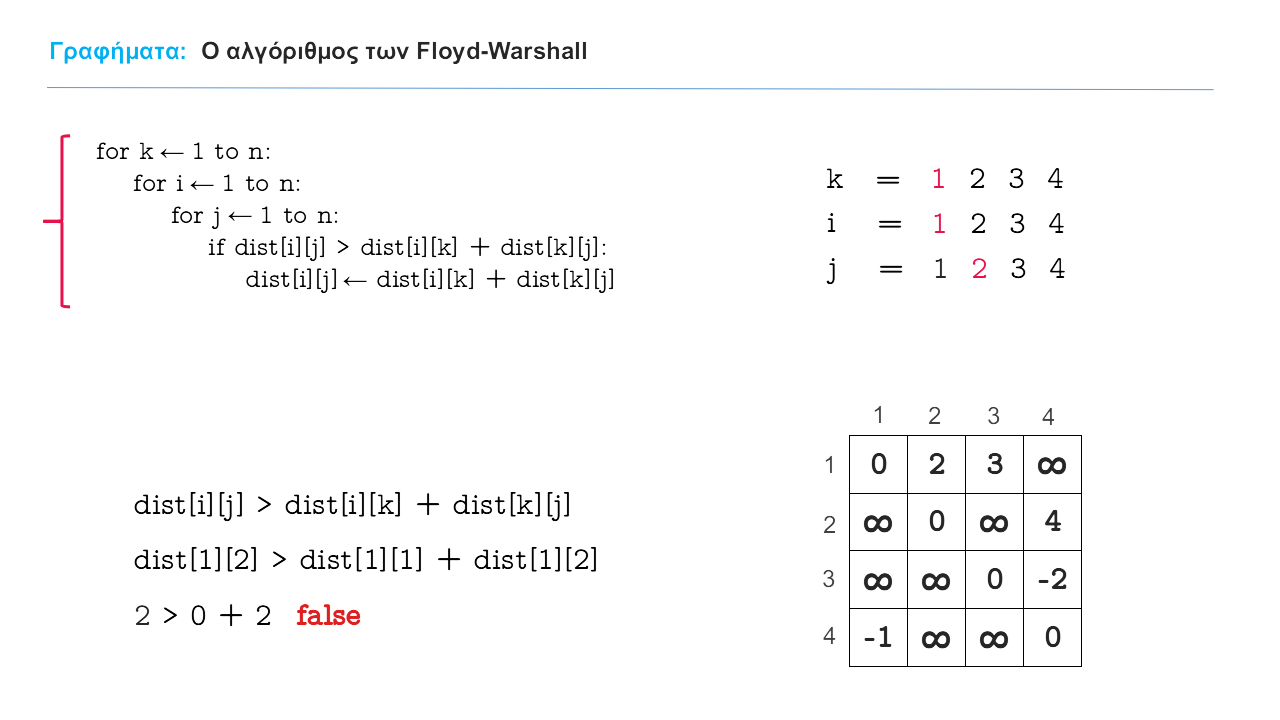 Γραφήματα: Ο αλγόριθμος των Floyd-Warshall
for k ← 1 to n:
for i ← 1 to n:
for j ← 1 to n:
if dist[i][j] > dist[i][k] + dist[k][j]:
dist[i][j] ← dist[i][k] + dist[k][j]
k = 1 2 3 4
i = 1 2 3 4
j = 1 2 3 4
dist[i][j] > dist[i][k] + dist[k][j]
dist[1][2] > dist[1][1] + dist[1][2]
2 > 0 + 2 false
1 2 3 4
1 0 2 3 ∞
2 ∞ 0 ∞ 4
3 ∞ ∞ 0 -2
4 -1 ∞ ∞ 0